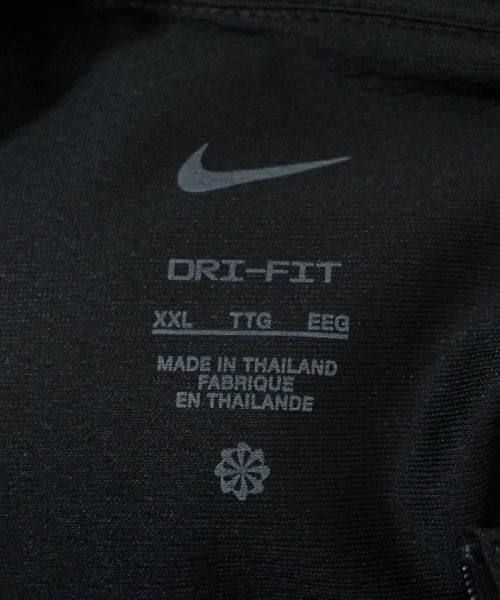 DRI-FIT
XXL TTG EEG
MADE IN THAILAND
FABRIQUE
EN THAILANDE